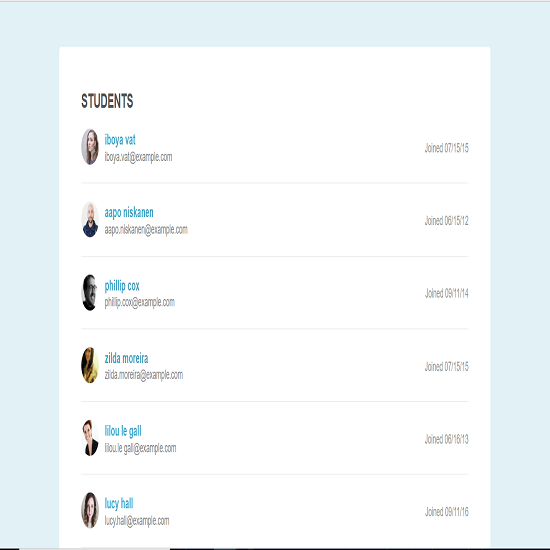 STUDENTS
iboya vat
iboya.vat@example.com
Joined 07/15/15
aapo niskanen
aapo.niskanen@example.com
Joined 06/15/12
phillip cox
phillip.cox@example.com
Joined 09/11/14
zilda moreira
zilda.moreira@example.com
Joined 07/15/15
lilou le gall
lilou.le gall@example.com
Joined 06/16/13
lucy hall
lucy.hall@example.com
Joined 09/11/16